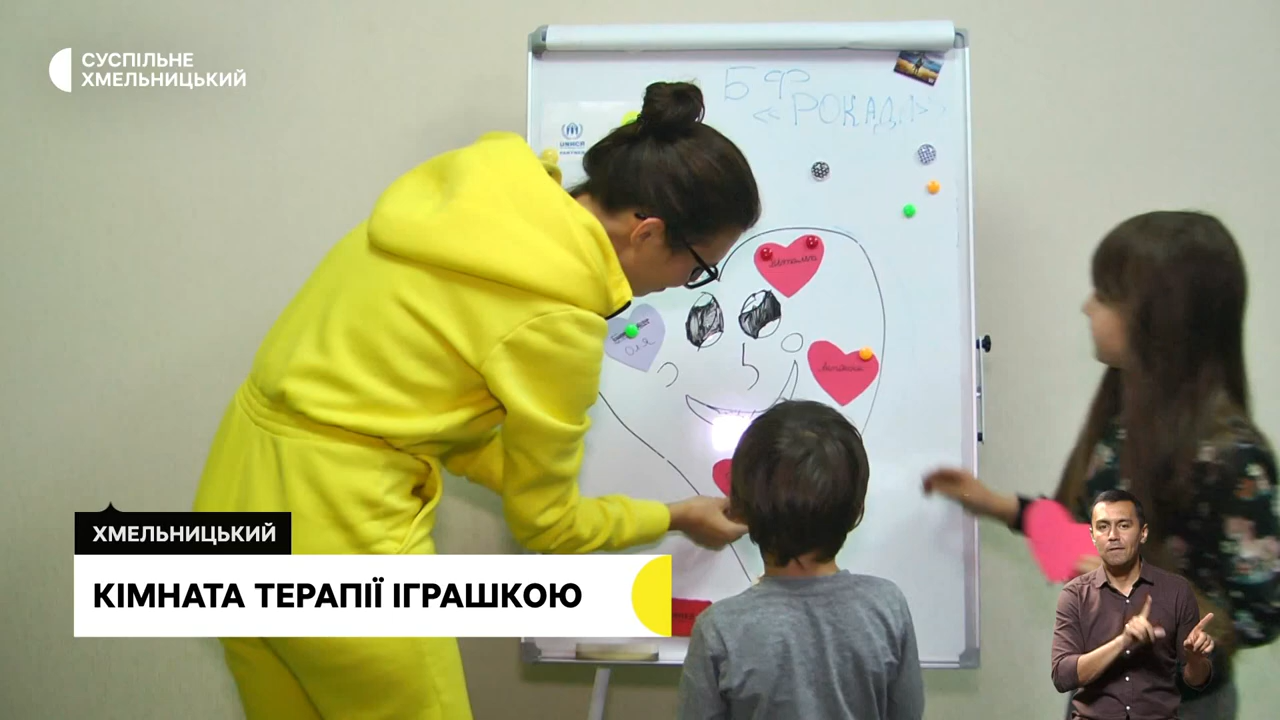 СУСПІЛЬНЕ
ХМЕЛЬНИЦЬКИЙ
БФ
«РОКАДА»
UNHCR
Оля
ХМЕЛЬНИЦЬКИЙ
КІМНАТА ТЕРАПІЇ ІГРАШКОЮ